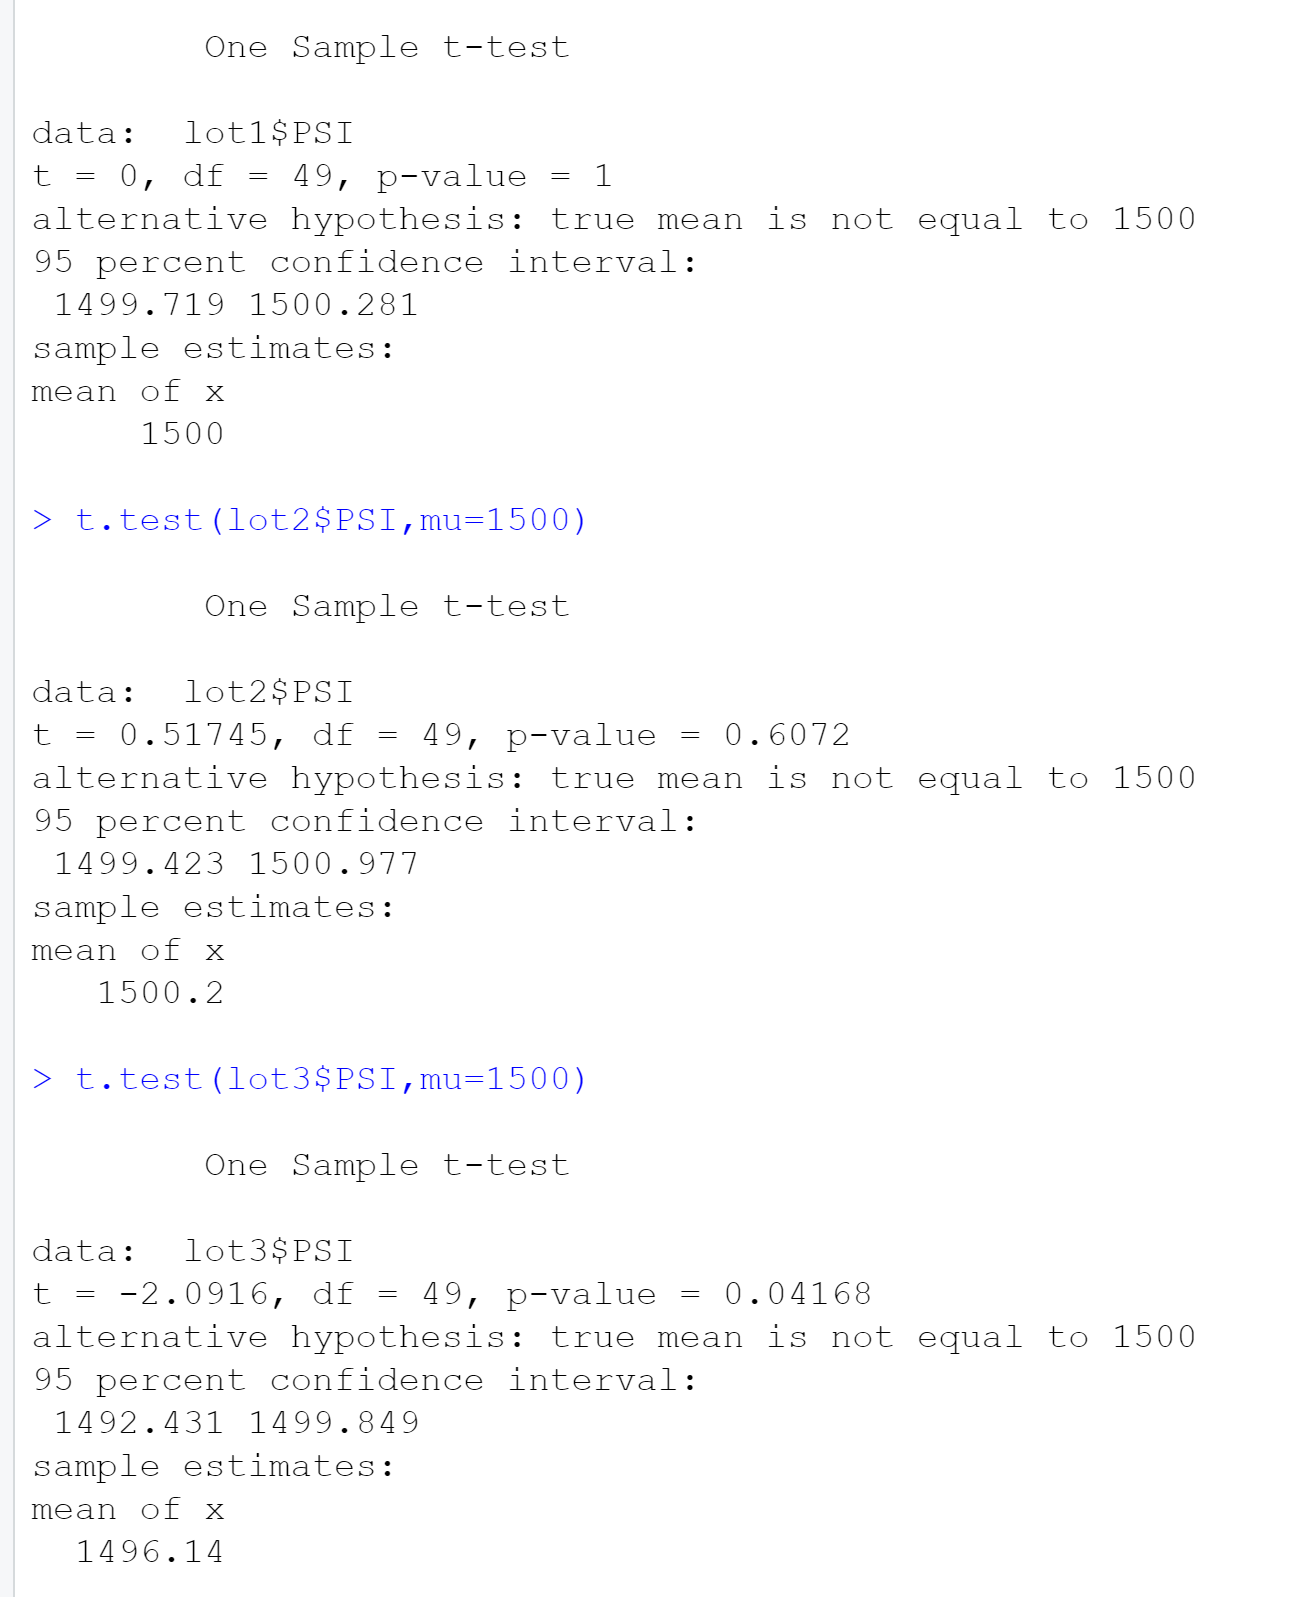 One Sample t-test
data:  lot1$PSI
t = 0, df = 49, p-value = 1
alternative hypothesis: true mean is not equal to 1500
95 percent confidence interval:
 1499.719 1500.281
sample estimates:
mean of x
     1500
> t.test(lot2$PSI,mu=1500)
One Sample t-test
data:  lot2$PSI
t = 0.51745, df = 49, p-value = 0.6072
alternative hypothesis: true mean is not equal to 1500
95 percent confidence interval:
 1499.423 1500.977
sample estimates:
mean of x
   1500.2
> t.test(lot3$PSI,mu=1500)
One Sample t-test
data:  lot3$PSI
t = -2.0916, df = 49, p-value = 0.04168
alternative hypothesis: true mean is not equal to 1500
95 percent confidence interval:
 1492.431 1499.849
sample estimates:
mean of x
  1496.14